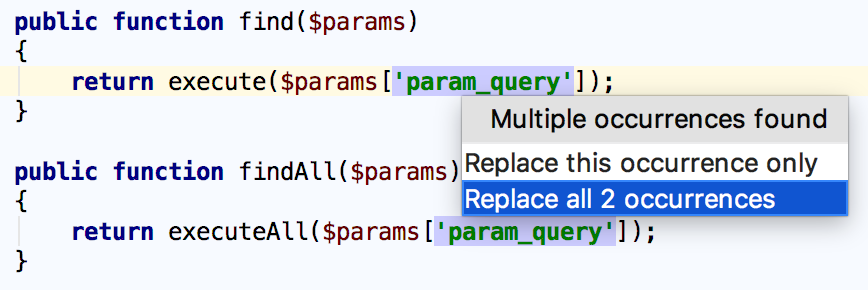 public function find($params)
{
    return execute($params['param_query']);
}
Multiple occurrences found
Replace this occurrence only
Replace all 2 occurrences
public function findAll($params)
{
    return executeAll($params['param_query']);
}